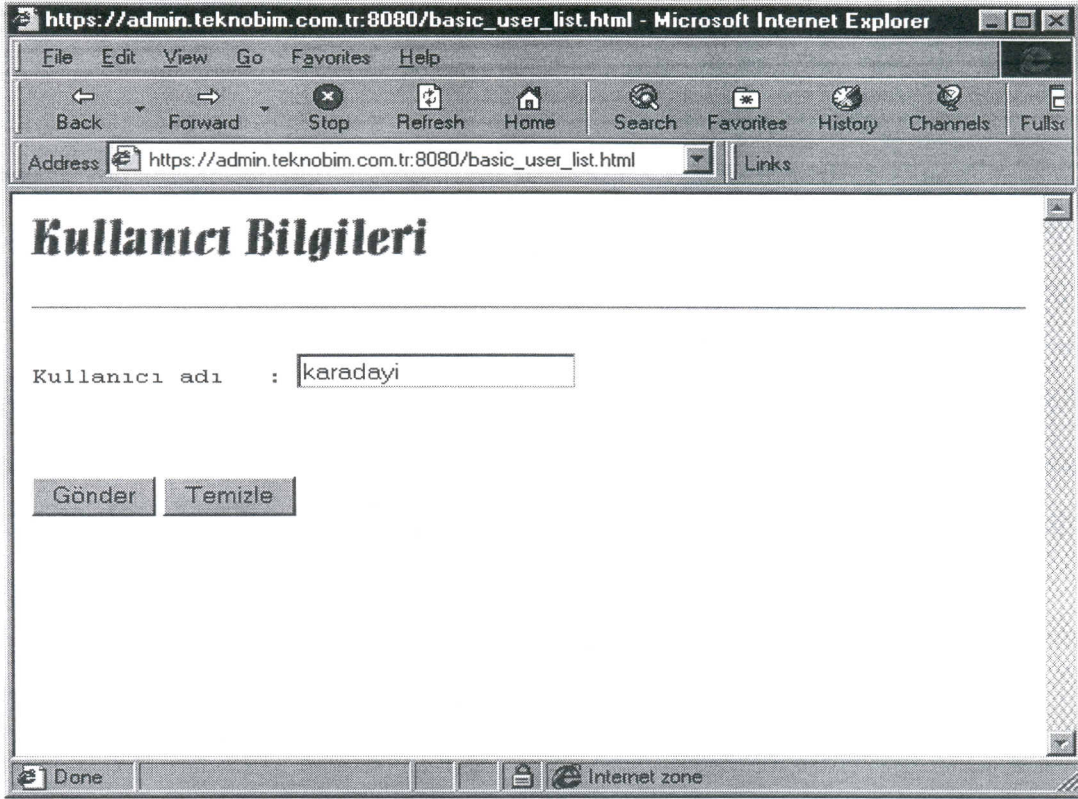 https://admin.teknobim.com.tr:8080/basic_user_list.html - Microsoft Internet Explorer
File Edit View Go Favorites Help
Back Forward Stop Refresh Home Search Favorites History Channels Fullsc
Address https://admin.teknobim.com.tr:8080/basic_user_list.html Links
Kullanıcı Bilgileri
Kullanıcı adı : karadayi
Gönder Temizle
Done Internet zone